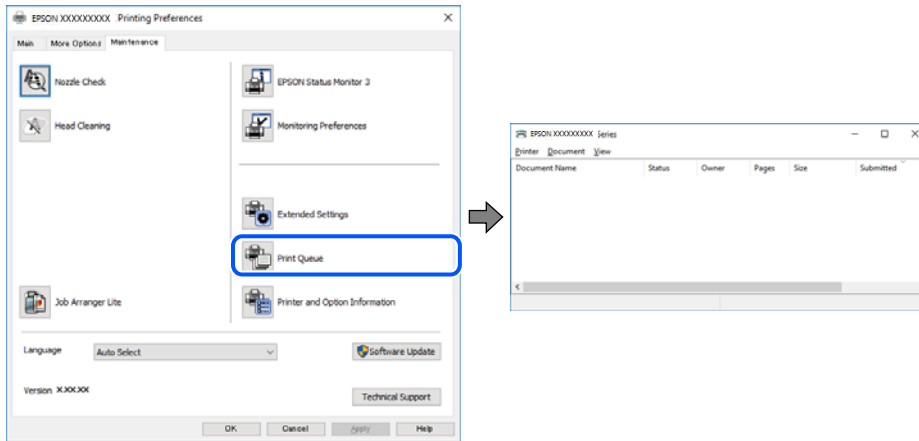 EPSON XXXXXXXXX Printing Preferences
Main More Options Maintenance
Nozzle Check
EPSON Status Monitor 3
Head Cleaning
Monitoring Preferences
Extended Settings
Print Queue
Job Arranger Lite
Printer and Option Information
Language Auto Select
Software Update
Version X.XX.XX
Technical Support
OK Cancel Apply Help
EPSON XXXXXXXXX Series
Printer Document View
Document Name Status Owner Pages Size Submitted